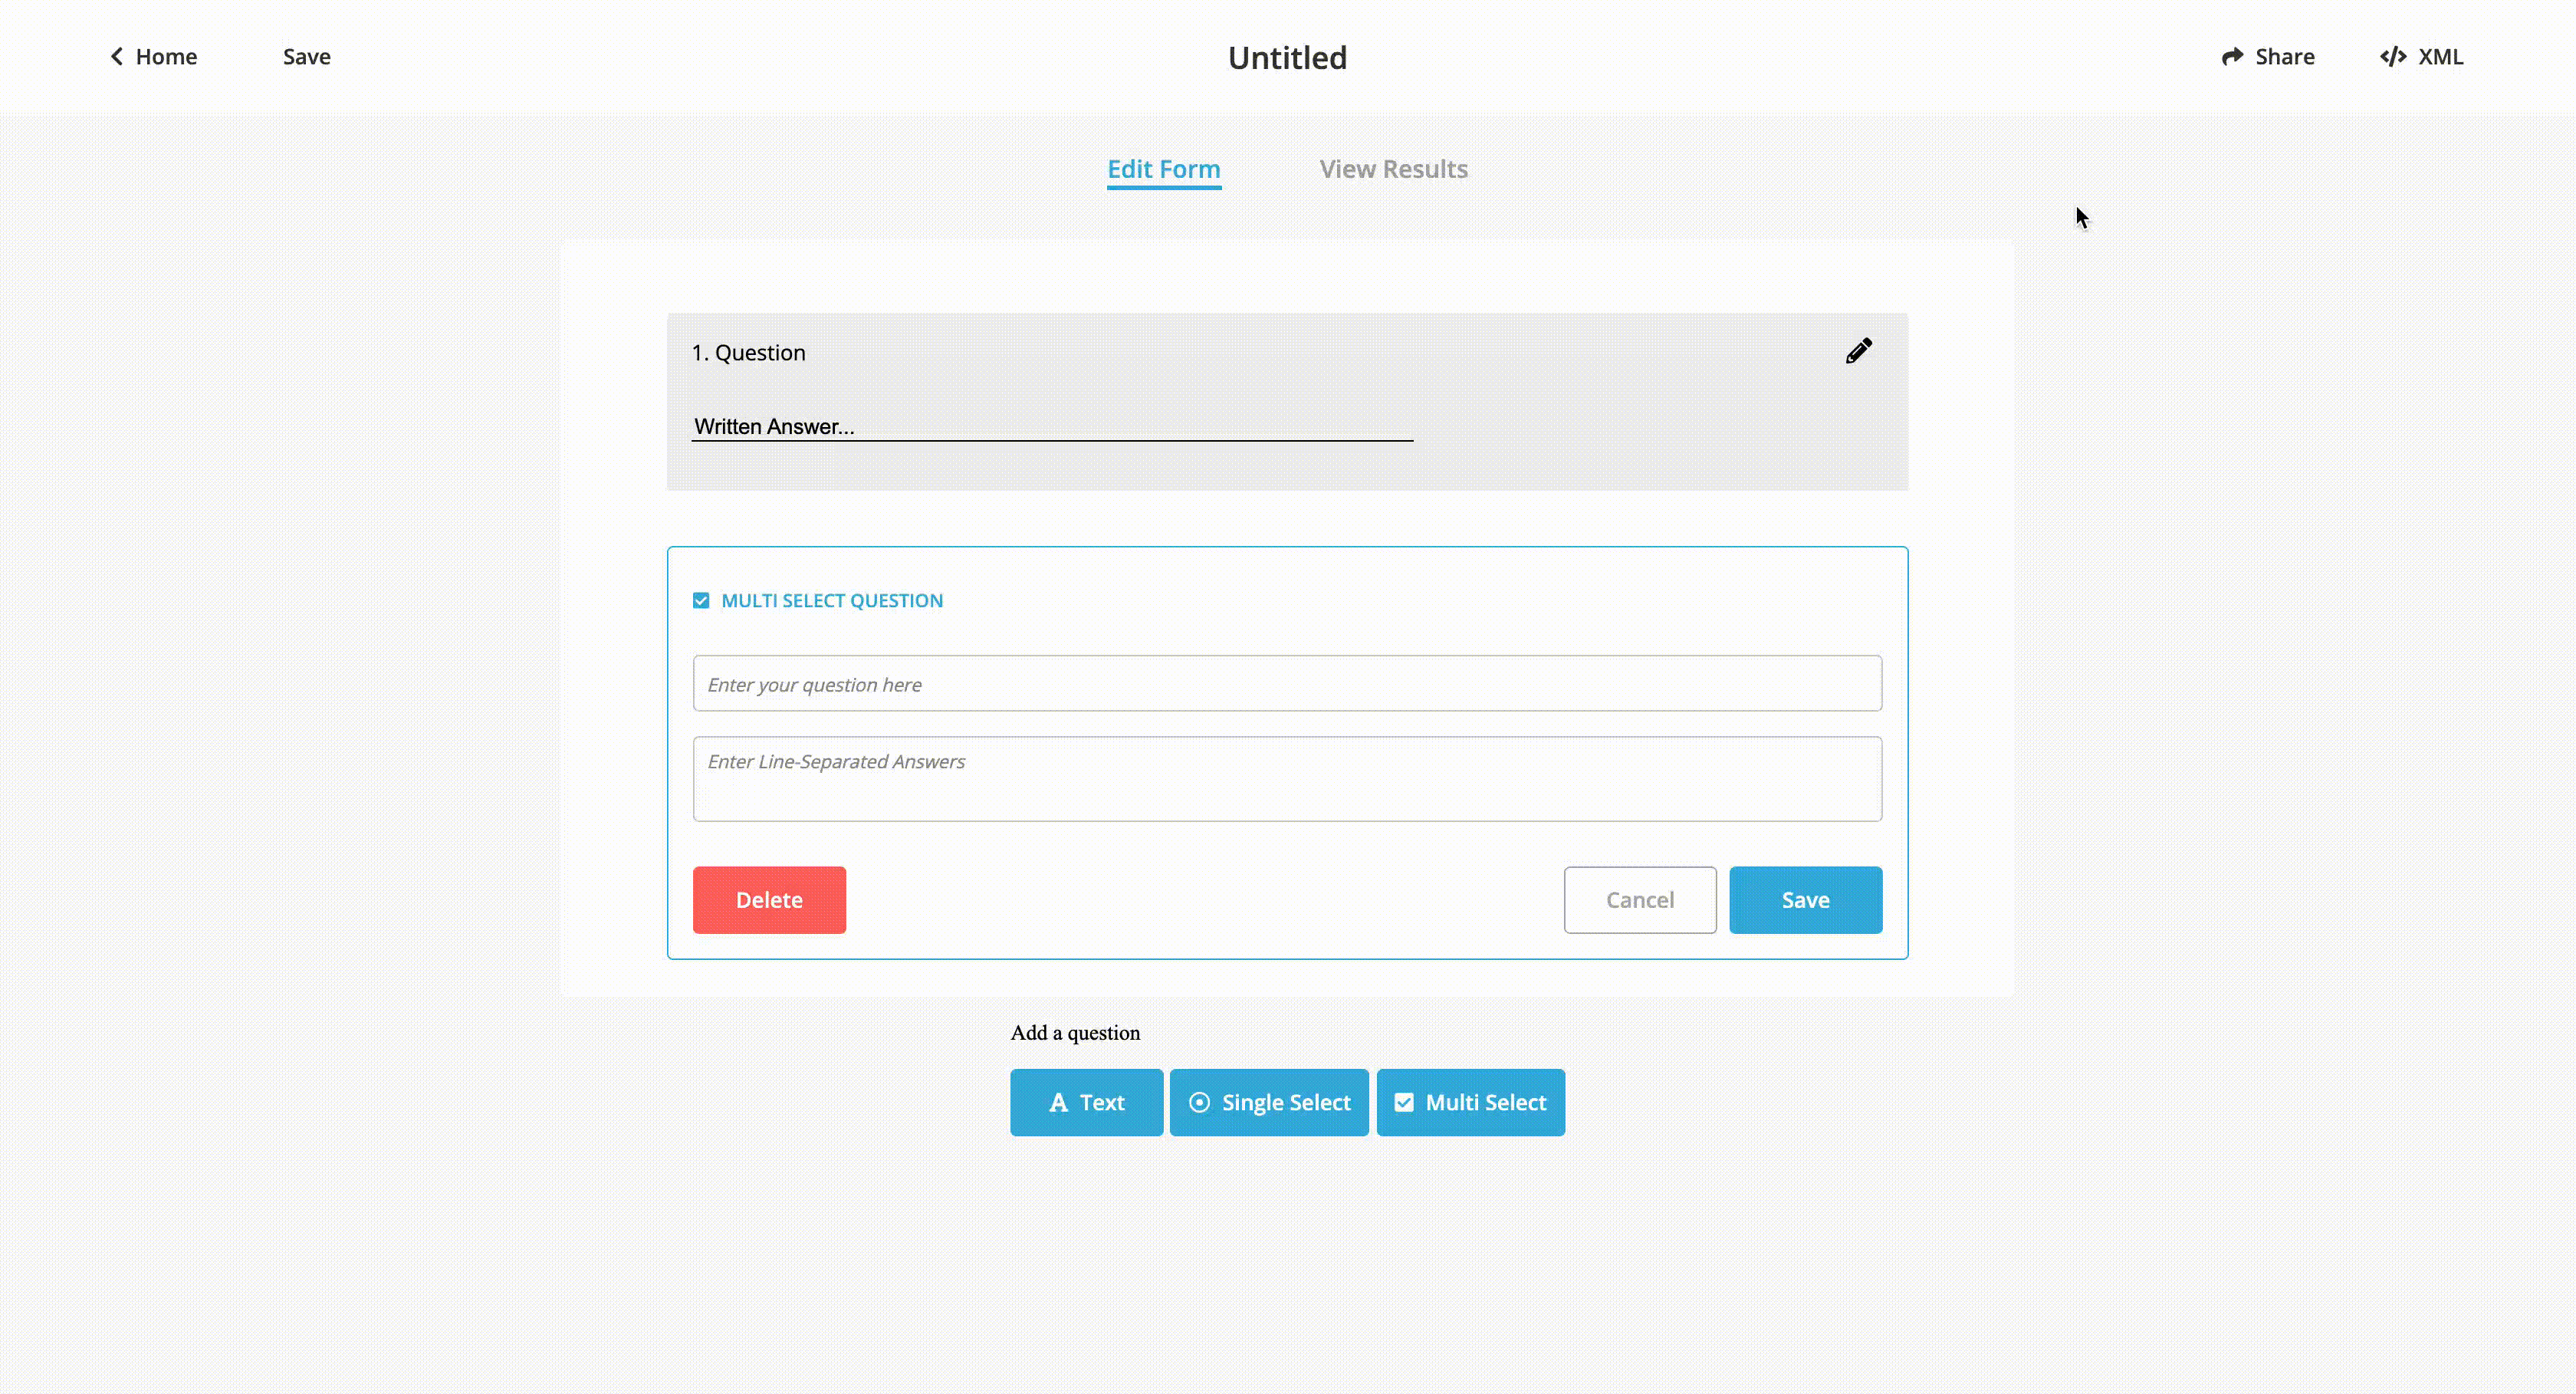 Home
Save
Untitled
Share
XML
Edit Form
View Results
1. Question
Written Answer...
MULTI SELECT QUESTION
Enter your question here
Enter Line-Separated Answers
Delete
Cancel
Save
Add a question
A Text
Single Select
Multi Select